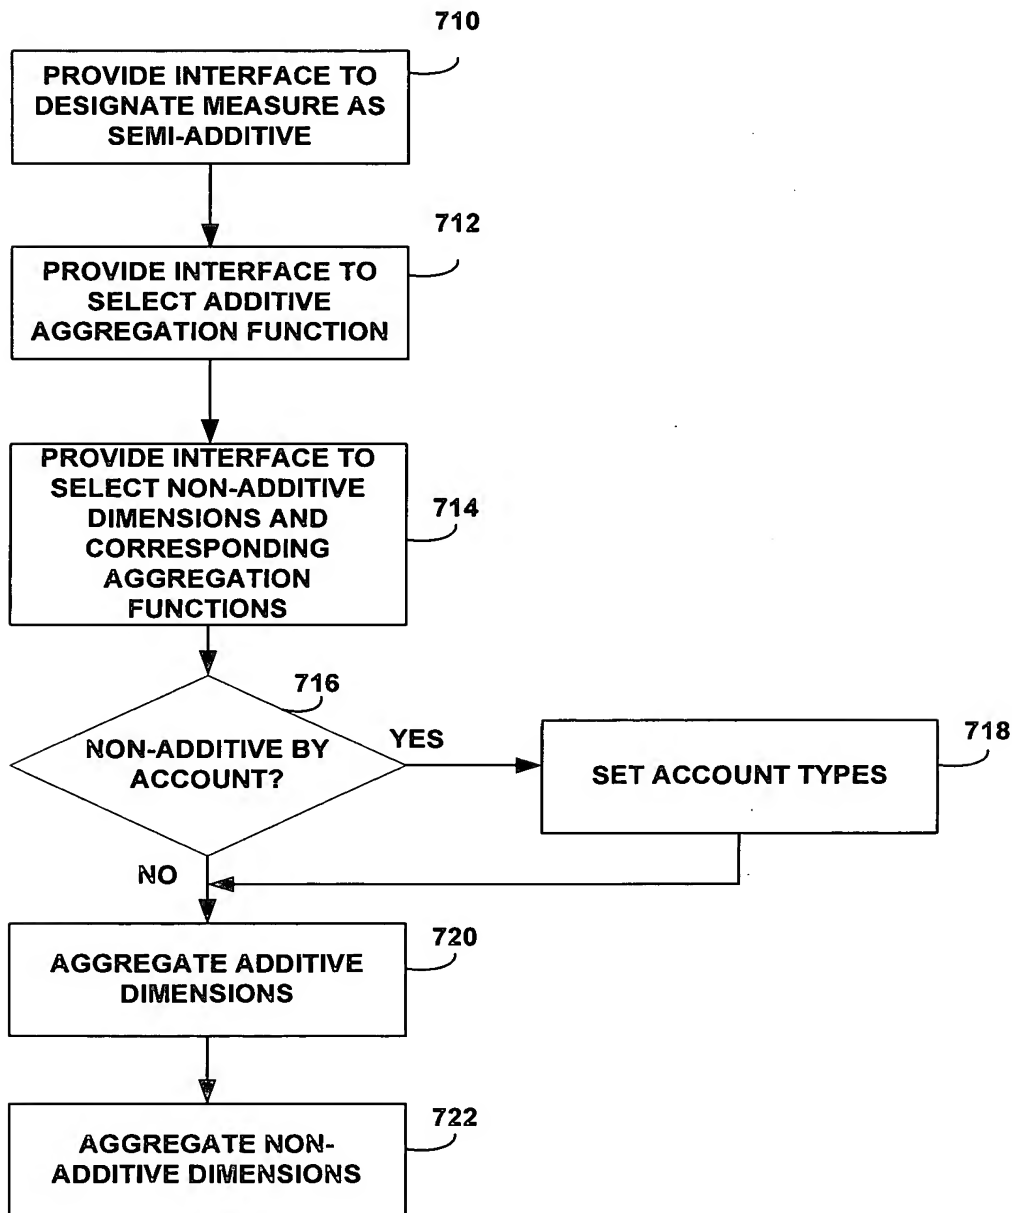 710
PROVIDE INTERFACE TO
DESIGNATE MEASURE AS
SEMI-ADDITIVE
712
PROVIDE INTERFACE TO
SELECT ADDITIVE
AGGREGATION FUNCTION
PROVIDE INTERFACE TO
SELECT NON-ADDITIVE
DIMENSIONS AND
CORRESPONDING
AGGREGATION
FUNCTIONS
714
716
NON-ADDITIVE BY
ACCOUNT?
YES
718
SET ACCOUNT TYPES
NO
720
AGGREGATE ADDITIVE
DIMENSIONS
722
AGGREGATE NON-
ADDITIVE DIMENSIONS